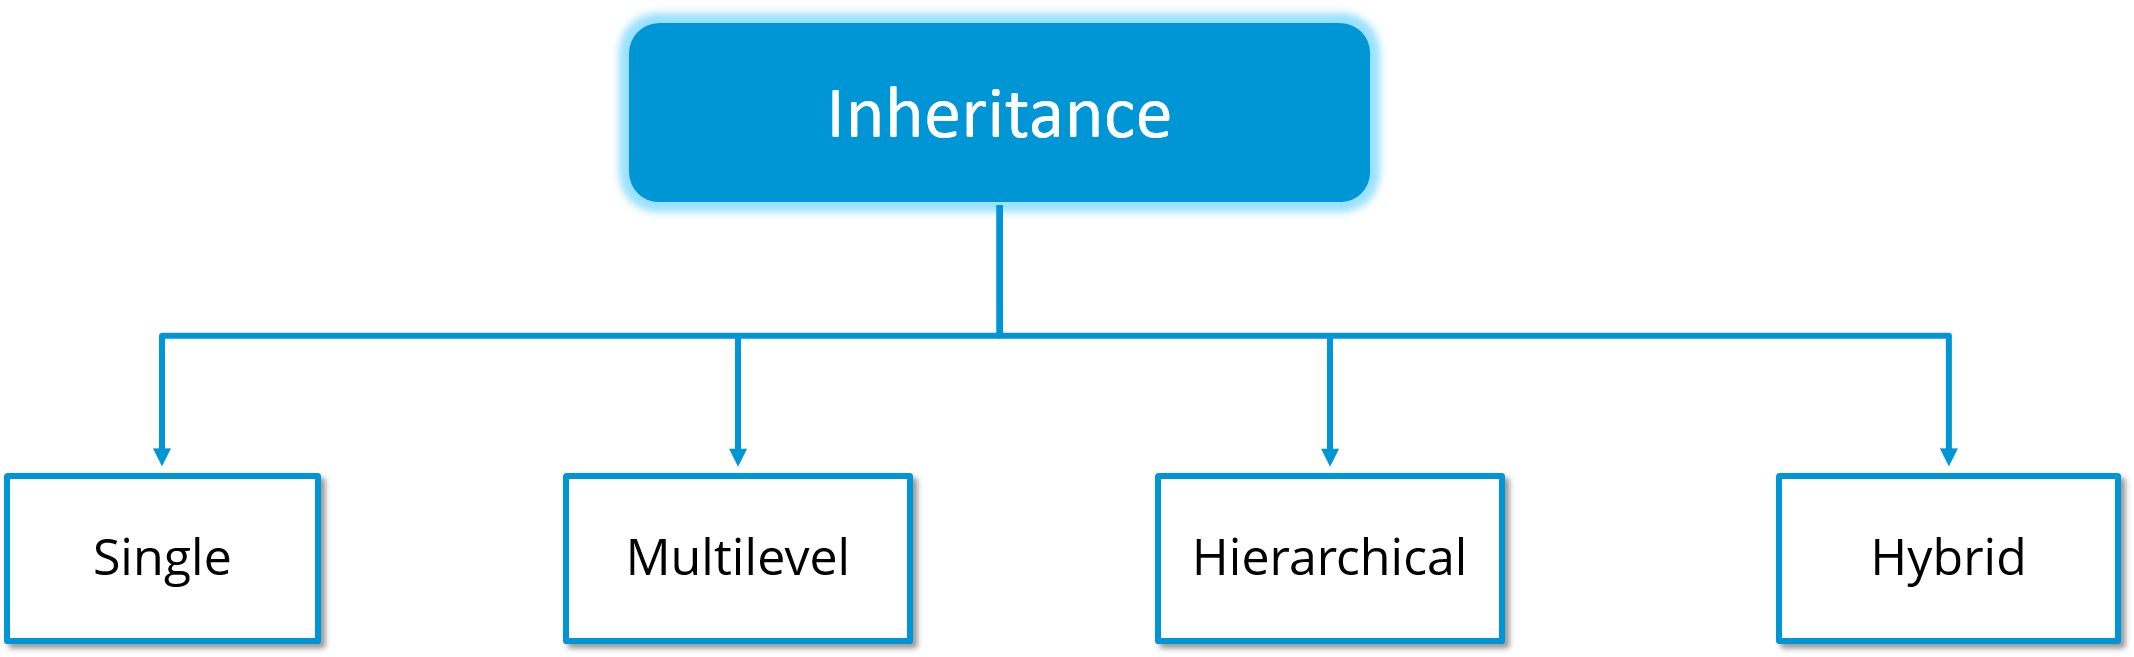 Inheritance
Single
Multilevel
Hierarchical
Hybrid